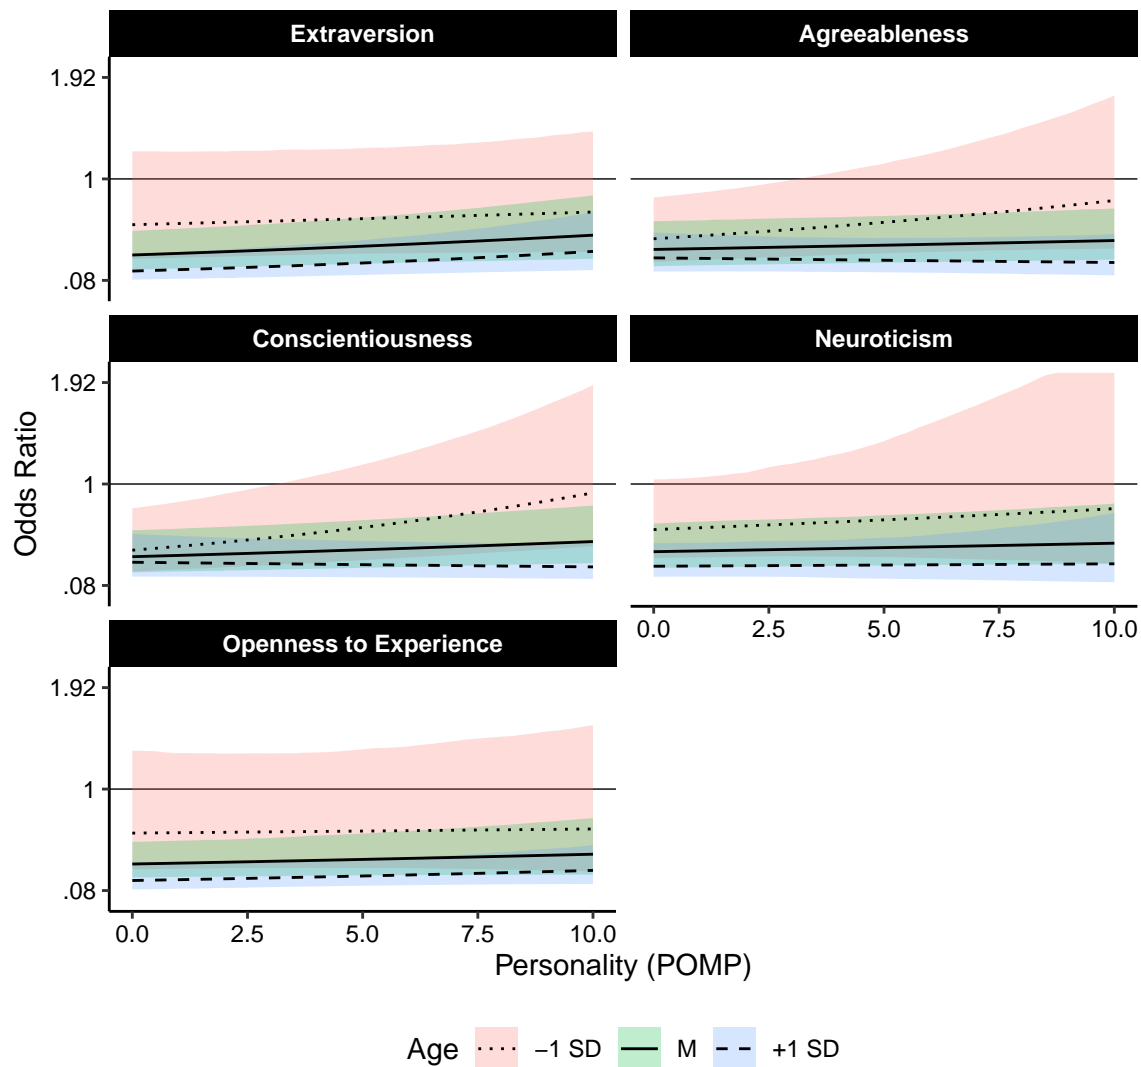 Extraversion
Agreeableness
1.92
1
.08
Conscientiousness
Neuroticism
1.92
1
.08
0.0 2.5 5.0 7.5 10.0
Openness to Experience
1.92
1
.08
0.0 2.5 5.0 7.5 10.0
Odds Ratio
Personality (POMP)
Age −1 SD M +1 SD